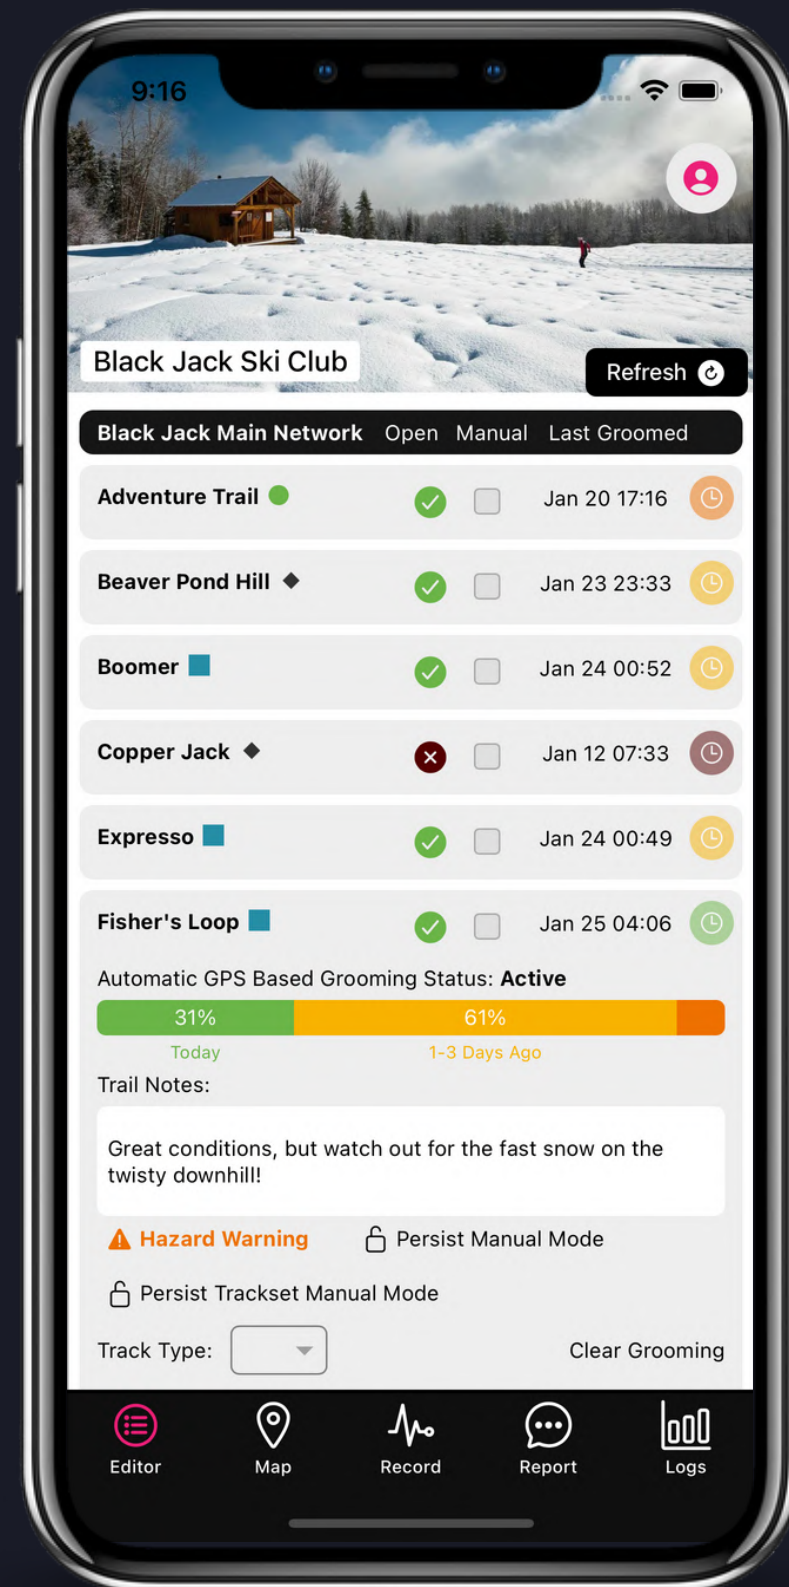 9:16
Black Jack Ski Club
Refresh
Black Jack Main Network Open Manual Last Groomed
Adventure Trail Jan 20 17:16
Beaver Pond Hill Jan 23 23:33
Boomer Jan 24 00:52
Copper Jack Jan 12 07:33
Expresso Jan 24 00:49
Fisher's Loop Jan 25 04:06
Automatic GPS Based Grooming Status: Active
31% 61%
Today 1-3 Days Ago
Trail Notes:
Great conditions, but watch out for the fast snow on the
twisty downhill!
Hazard Warning Persist Manual Mode
Persist Trackset Manual Mode
Track Type: Clear Grooming
Editor Map Record Report Logs